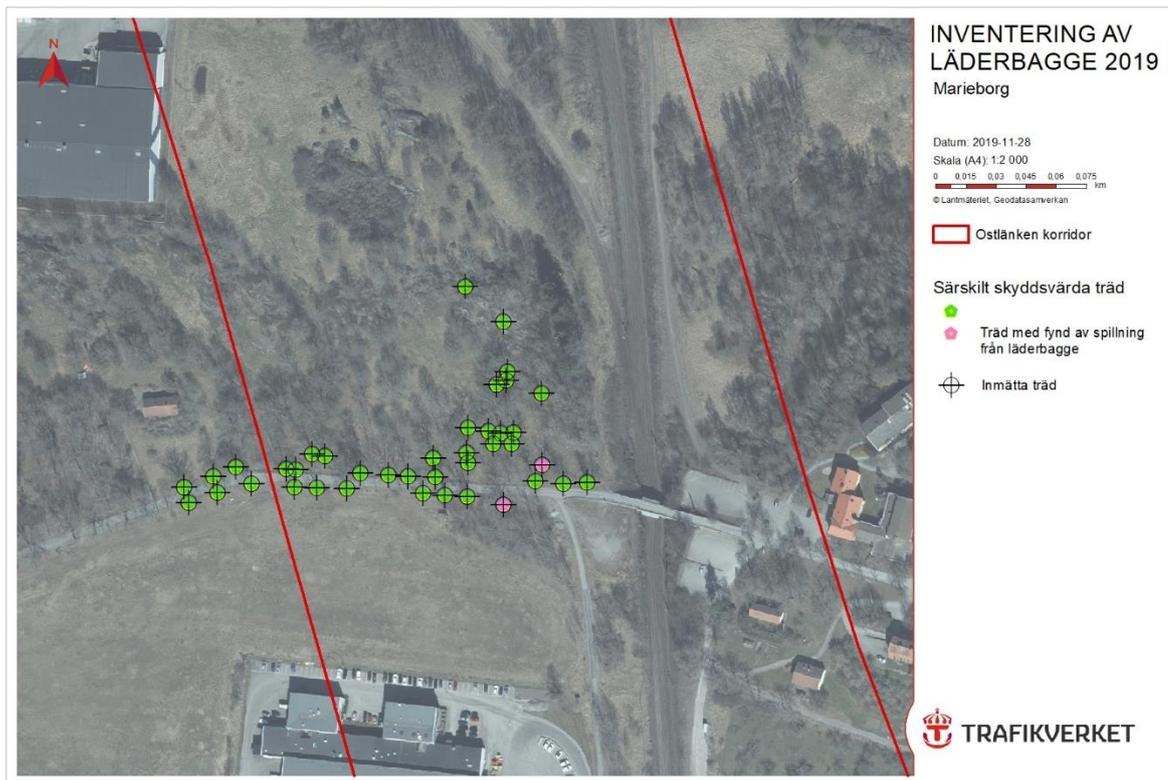 N
INVENTERING AV
LÄDERBAGGE 2019
Marieborg
Datum: 2019-11-28
Skala (A4): 1:2 000
0 0,015 0,03 0,045 0,06 0,075
km
© Lantmäteriet, Geodatasamverkan
Ostlänken korridor
Särskilt skyddsvärda träd
Träd med fynd av spillning
från läderbagge
Inmätta träd
TRAFIKVERKET